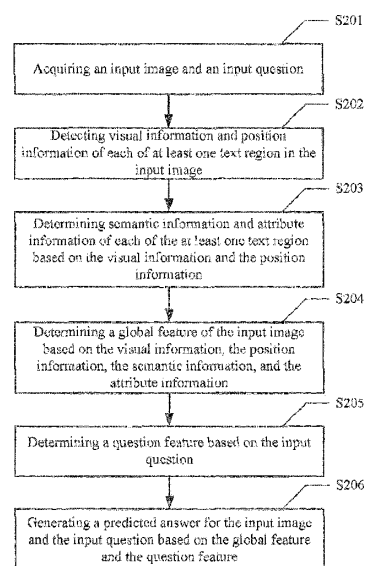 S201
Acquiring an input image and an input question
S202
Detecting visual information and position
information of each of at least one text region in the
input image
S203
Determining semantic information and attribute
information of each of the at least one text region
based on the visual information and the position
information
S204
Determining a global feature of the input image
based on the visual information, the position
information, the semantic information, and the
attribute information
S205
Determining a question feature based on the input
question
S206
Generating a predicted answer for the input image
and the input question based on the global feature
and the question feature